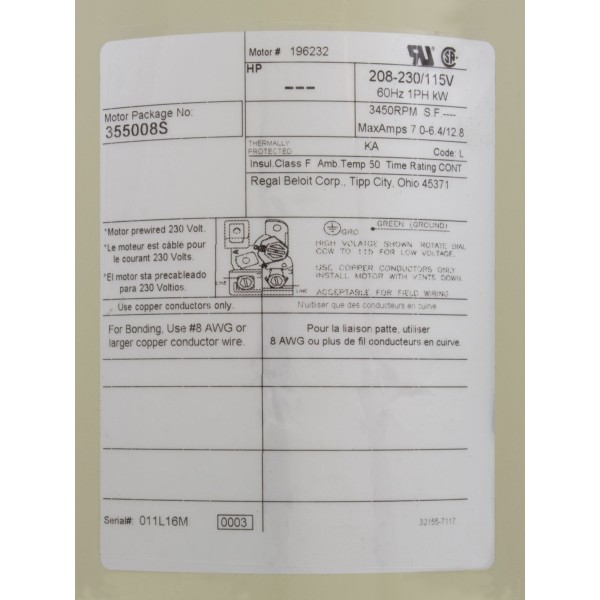 Motor # 196232
HP
---
208-230/115V
60Hz 1PH kW
Motor Package No:
355008S
3450RPM S.F.----
MaxAmps 7.0-6.4/12.8
THERMALLY
PROTECTED
KA
Code: L
Insul.Class F Amb.Temp 50 Time Rating CONT
Regal Beloit Corp., Tipp City, Ohio 45371
*Motor prewired 230 Volt.
*Le moteur est câble pour
le courant 230 Volts.
*El motor sta precableado
para 230 Voltios.
Use copper conductors only.
LINE
LINE
GRD
GREEN (GROUND)
HIGH VOLTAGE SHOWN ROTATE DIAL
CCW TO 115 FOR LOW VOLTAGE.
USE COPPER CONDUCTORS ONLY
INSTALL MOTOR WITH VENTS DOWN
ACCEPTABLE FOR FIELD WIRING
N'utiliser que des conducteurs en cuivre
For Bonding, Use #8 AWG or
larger copper conductor wire.
Pour la liaison patte, utiliser
8 AWG ou plus de fil conducteurs en cuirve.
Serial#: 011L16M
0003
32155-7117